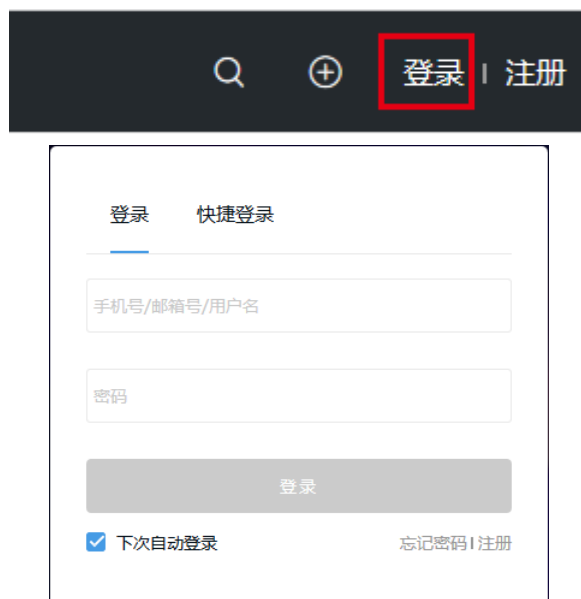 登录 | 注册
登录 快捷登录
手机号/邮箱号/用户名
密码
登录
下次自动登录 忘记密码 | 注册